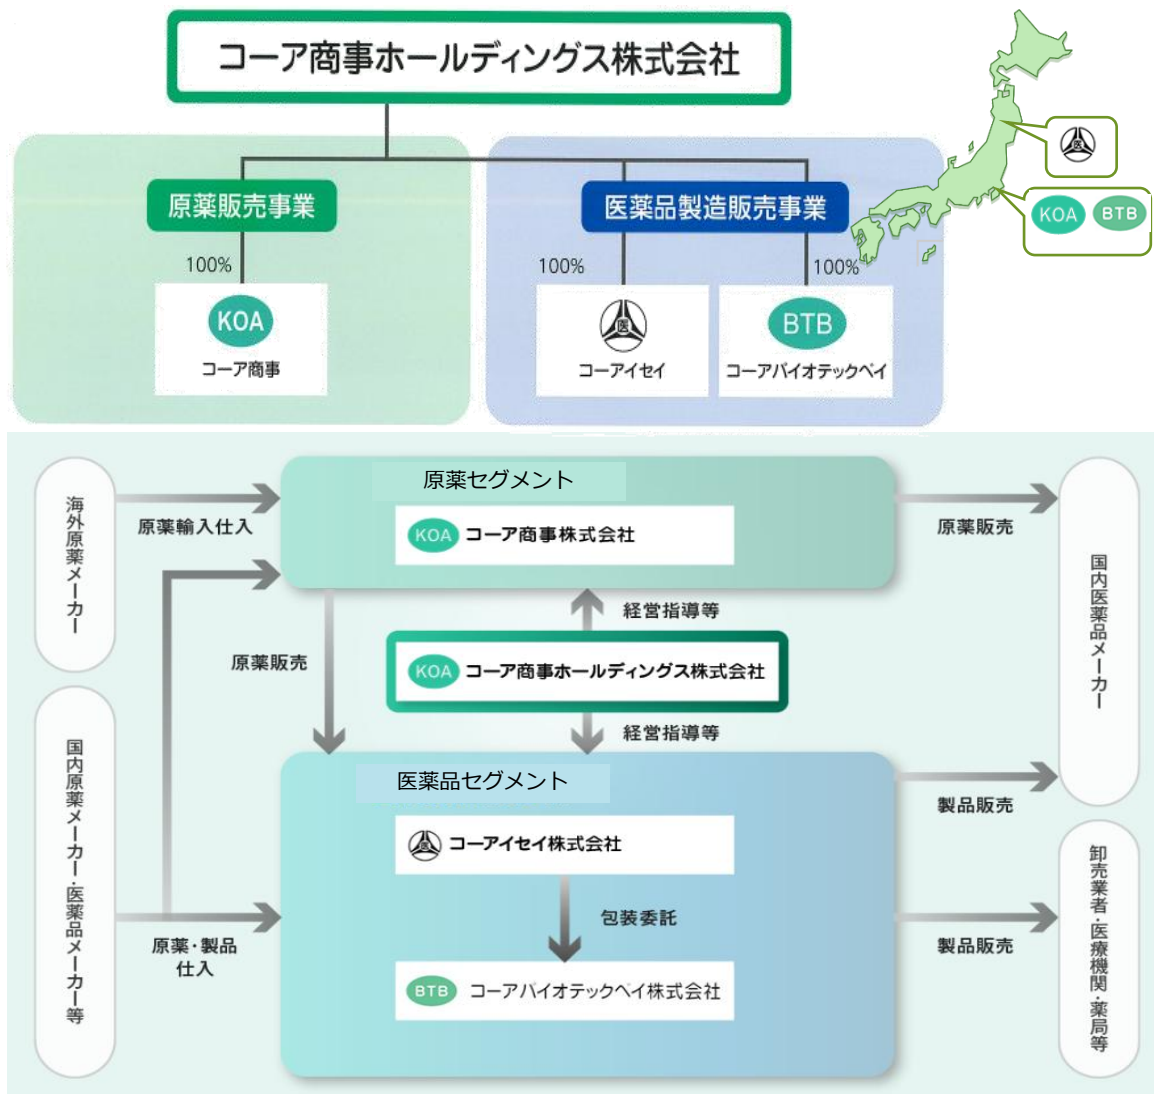 コーア商事ホールディングス株式会社
医
KOA
BTB
原薬販売事業
医薬品製造販売事業
100%
100%
100%
KOA
コーア商事
医
コーアイセイ
BTB
コーアバイオテックベイ
原薬セグメント
KOA コーア商事株式会社
海外原薬メーカー
原薬輸入仕入
原薬販売
国内医薬品メーカー
経営指導等
原薬販売
KOA コーア商事ホールディングス株式会社
経営指導等
国内原薬メーカー・医薬品メーカー等
医薬品セグメント
製品販売
医 コーアイセイ株式会社
包装委託
原薬・製品
仕入
製品販売
卸売業者・医療機関・薬局等
BTB コーアバイオテックベイ株式会社